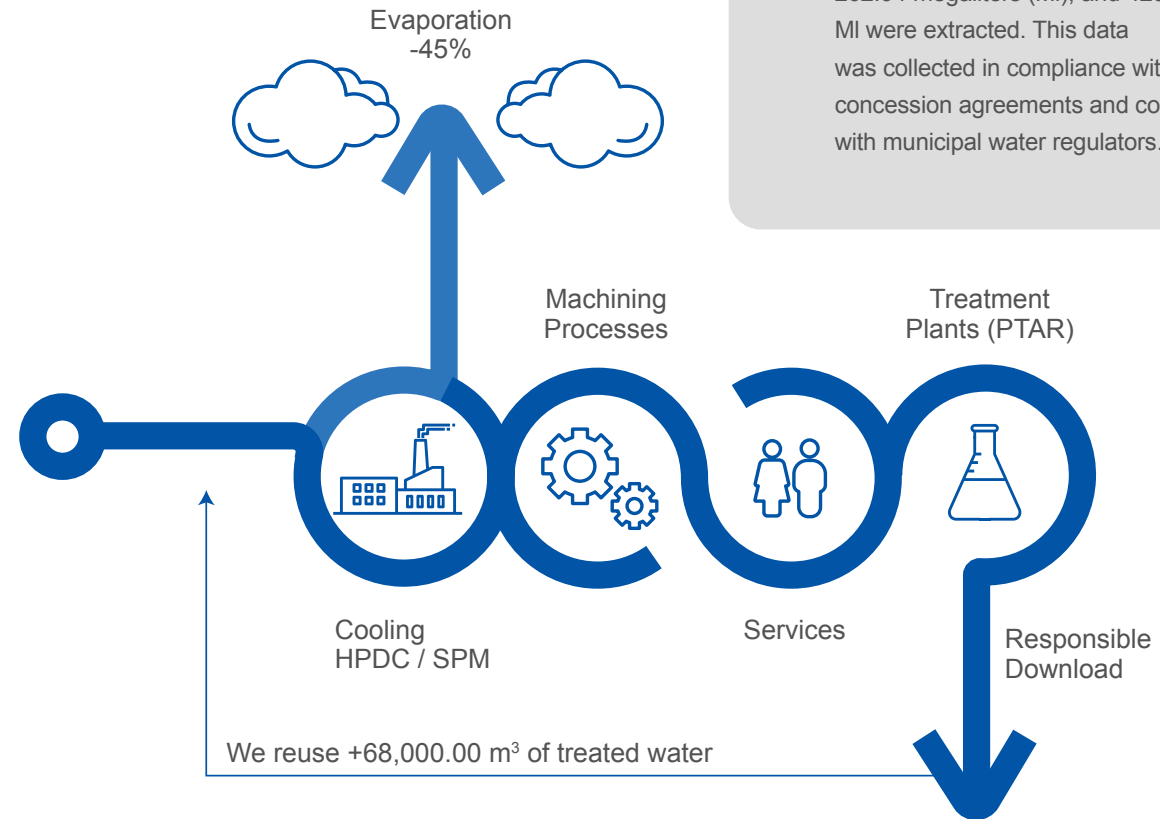 Evaporation
-45%
Ml were extracted. This data
was collected in compliance
concession agreements and
with municipal water regulators.
Machining
Processes
Treatment
Plants (PTAR)
Cooling
HPDC / SPM
Services
Responsible
Download
We reuse +68,000.00 m³ of treated water